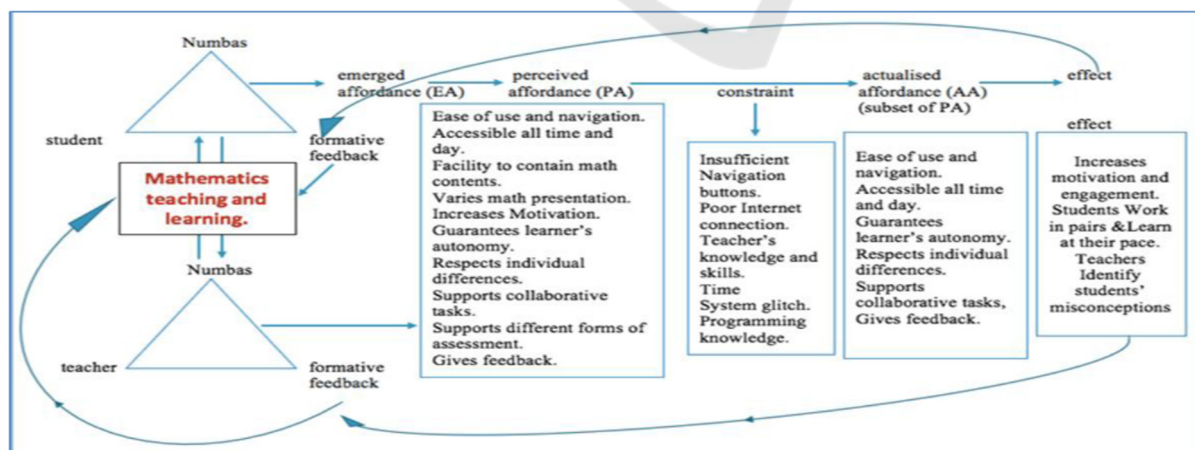 Numbas
emerged
affordance (EA)
perceived
affordance (PA)
constraint
actualised
affordance (AA)
(subset of PA)
effect
student
formative
feedback
Mathematics
teaching and
learning.
Numbas
teacher
formative
feedback
Ease of use and navigation.
Accessible all time and
day.
Facility to contain math
contents.
Varies math presentation.
Increases Motivation.
Guarantees learner's
autonomy.
Respects individual
differences.
Supports collaborative
tasks.
Supports different forms of
assessment.
Gives feedback.
Insufficient
Navigation
buttons.
Poor Internet
connection.
Teacher's
knowledge and
skills.
Time
System glitch.
Programming
knowledge.
Ease of use and
navigation.
Accessible all time
and day.
Guarantees
learner's autonomy.
Respects individual
differences.
Supports
collaborative tasks,
Gives feedback.
effect
Increases
motivation and
engagement.
Students Work
in pairs &Learn
at their pace.
Teachers
Identify
students'
misconceptions